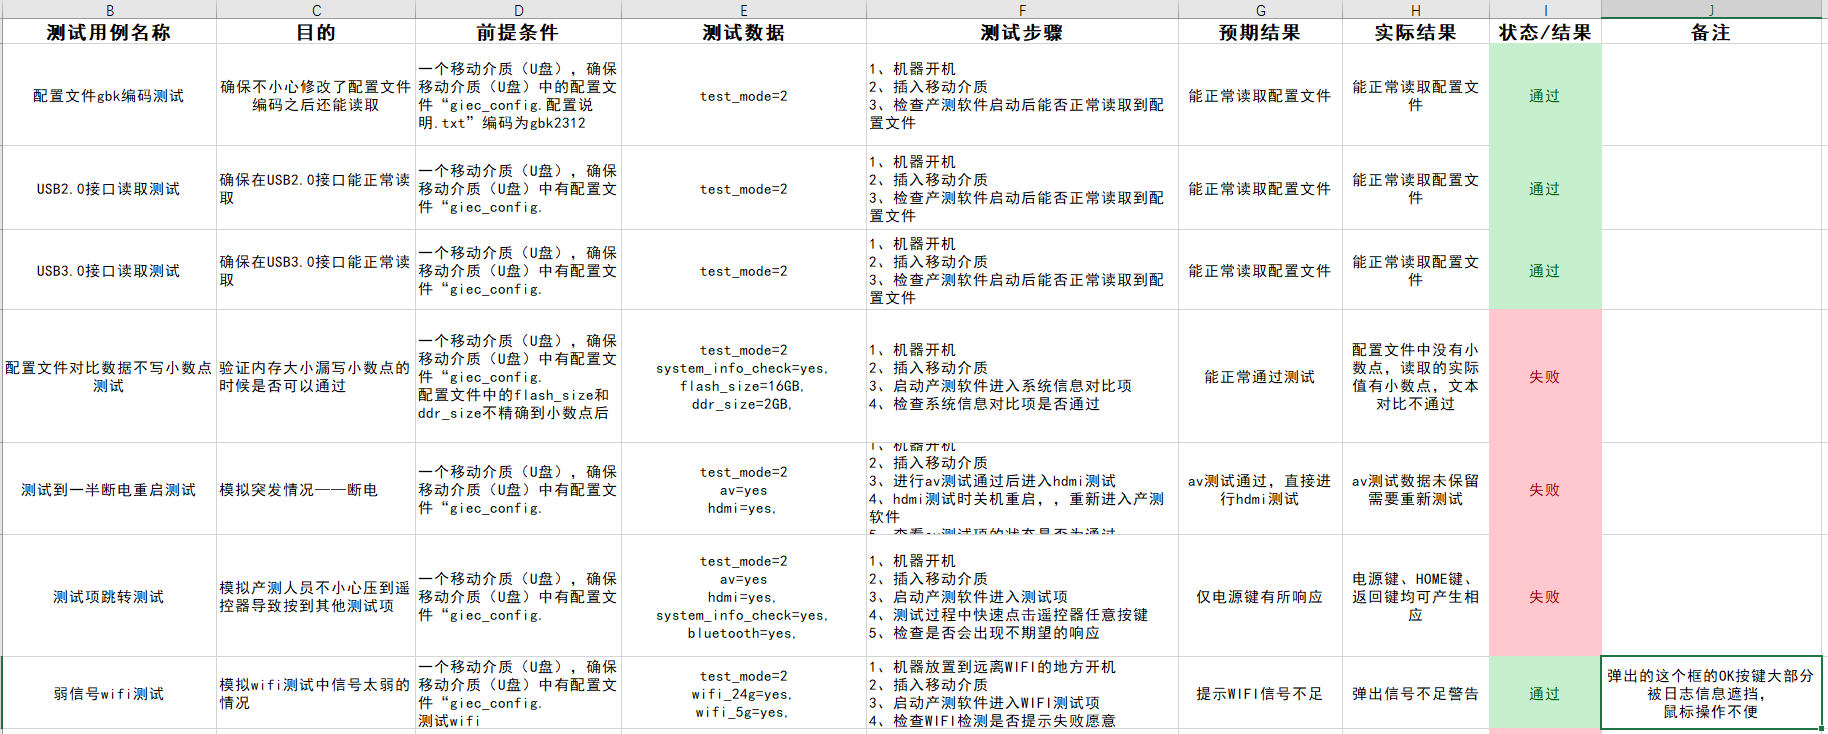 B C D E F G H I J
测试用例名称 目的 前提条件 测试数据 测试步骤 预期结果 实际结果 状态/结果 备注
配置文件gbk编码测试
确保不小心修改了配置文件
编码之后还能读取
一个移动介质（U盘），确保
移动介质（U盘）中的配置文
件“giec_config.配置说
明.txt”编码为gbk2312
test_mode=2
1、机器开机
2、插入移动介质
3、检查产测软件启动后能否正常读取到配
置文件
能正常读取配置文件
能正常读取配置文
件
通过
USB2.0接口读取测试
确保在USB2.0接口能正常读
取
一个移动介质（U盘），确保
移动介质（U盘）中有配置文
件“giec_config.
test_mode=2
1、机器开机
2、插入移动介质
3、检查产测软件启动后能否正常读取到配
置文件
能正常读取配置文件
能正常读取配置文
件
通过
USB3.0接口读取测试
确保在USB3.0接口能正常读
取
一个移动介质（U盘），确保
移动介质（U盘）中有配置文
件“giec_config.
test_mode=2
1、机器开机
2、插入移动介质
3、检查产测软件启动后能否正常读取到配
置文件
能正常读取配置文件
能正常读取配置文
件
通过
配置文件对比数据不写小数点
测试
验证内存大小漏写小数点的
时候是否可以通过
一个移动介质（U盘），确保
移动介质（U盘）中有配置文
件“giec_config.
配置文件中的flash_size和
ddr_size不精确到小数点后
test_mode=2
system_info_check=yes,
flash_size=16GB,
ddr_size=2GB,
1、机器开机
2、插入移动介质
3、启动产测软件进入系统信息对比项
4、检查系统信息对比项是否通过
能正常通过测试
配置文件中没有小
数点，读取的实际
值有小数点，文本
对比不通过
失败
测试到一半断电重启测试
模拟突发情况——断电
一个移动介质（U盘），确保
移动介质（U盘）中有配置文
件“giec_config.
test_mode=2
av=yes
hdmi=yes,
1、机器开机
2、插入移动介质
3、进行av测试通过后进入hdmi测试
4、hdmi测试时关机重启，，重新进入产测
软件
5、查看av测试项的状态是否为通过
av测试通过，直接进
行hdmi测试
av测试数据未保留
需要重新测试
失败
测试项跳转测试
模拟产测人员不小心压到遥
控器导致按到其他测试项
一个移动介质（U盘），确保
移动介质（U盘）中有配置文
件“giec_config.
test_mode=2
av=yes
hdmi=yes,
system_info_check=yes,
bluetooth=yes,
1、机器开机
2、插入移动介质
3、启动产测软件进入测试项
4、测试过程中快速点击遥控器任意按键
5、检查是否会出现不期望的响应
仅电源键有所响应
电源键、HOME键、
返回键均可产生相
应
失败
弱信号wifi测试
模拟wifi测试中信号太弱的
情况
一个移动介质（U盘），确保
移动介质（U盘）中有配置文
件“giec_config.
测试wifi
test_mode=2
wifi_24g=yes,
wifi_5g=yes,
1、机器放置到远离WIFI的地方开机
2、插入移动介质
3、启动产测软件进入WIFI测试项
4、检查WIFI检测是否提示失败愿意
提示WIFI信号不足
弹出信号不足警告
通过
弹出的这个框的OK按键大部分
被日志信息遮挡，
鼠标操作不便